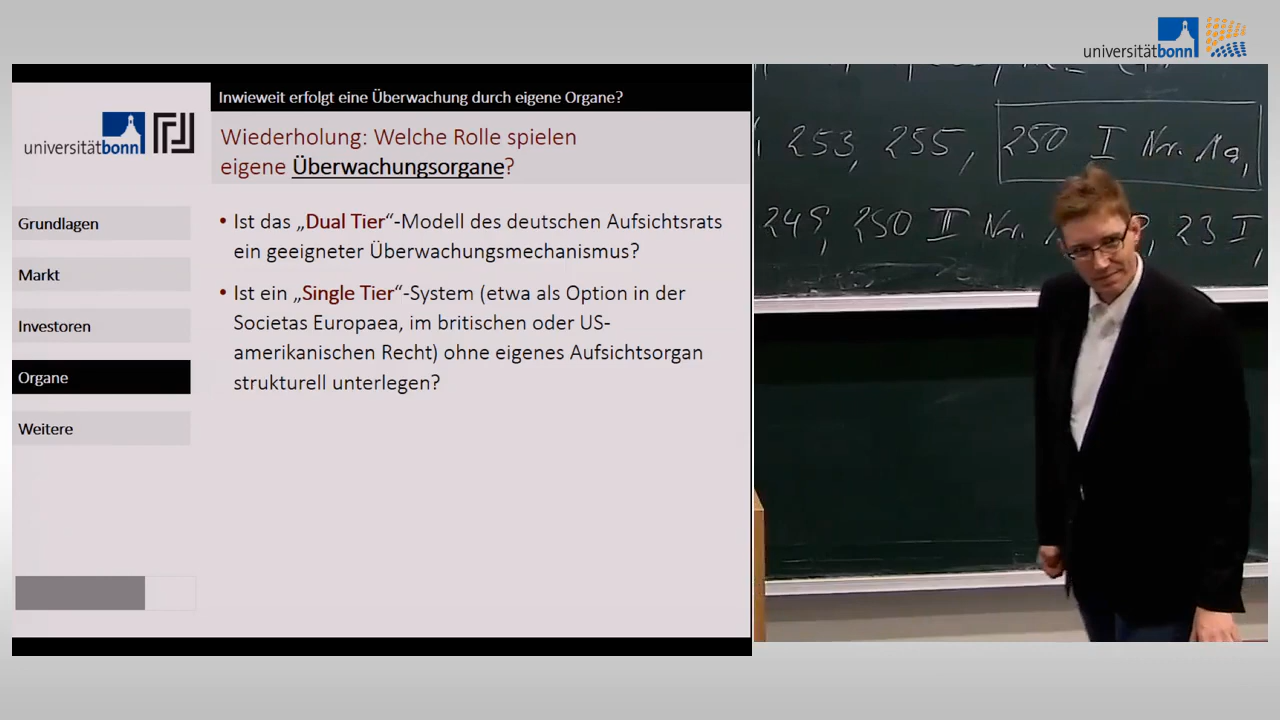 universitätbonn
Inwieweit erfolgt eine Überwachung durch eigene Organe?
universitätbonn
Wiederholung: Welche Rolle spielen
eigene Überwachungsorgane?
Grundlagen
Markt
Investoren
Organe
Weitere
• Ist das „Dual Tier“-Modell des deutschen Aufsichtsrats
ein geeigneter Überwachungsmechanismus?
• Ist ein „Single Tier“-System (etwa als Option in der
Societas Europaea, im britischen oder US-
amerikanischen Recht) ohne eigenes Aufsichtsorgan
strukturell unterlegen?
253, 255, 250 I Nr. 1a,
249, 250 II Nr. 23 I,